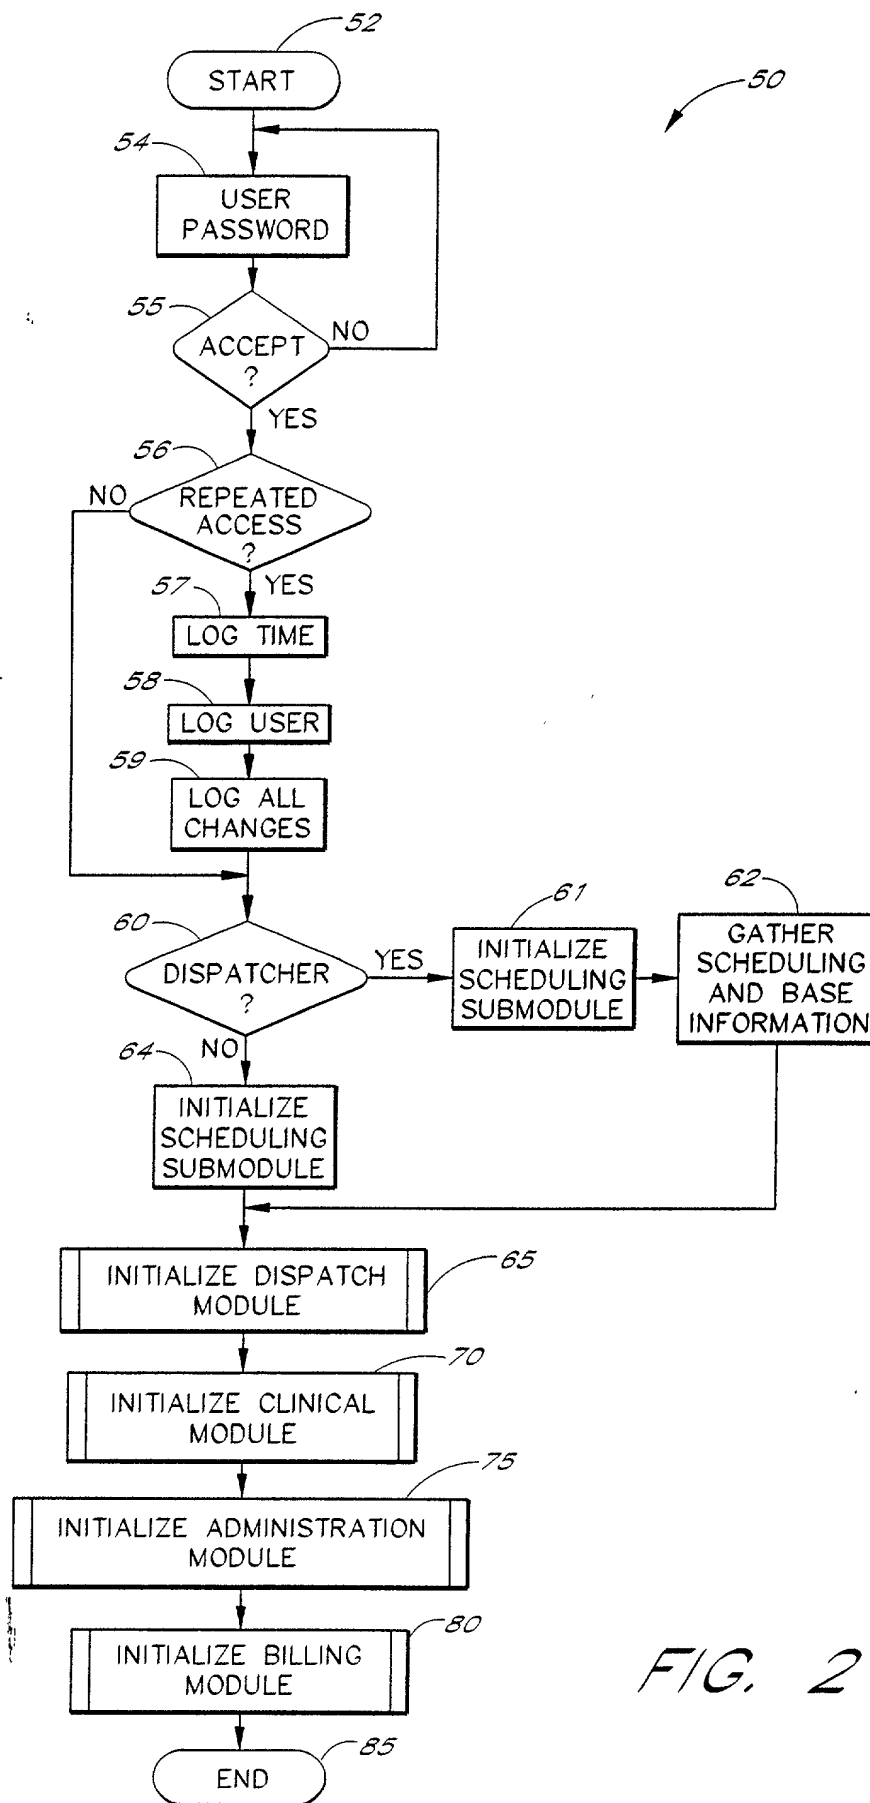 52
START
50
54
USER
PASSWORD
55
ACCEPT
?
NO
YES
56
NO
REPEATED
ACCESS
?
YES
57
LOG TIME
58
LOG USER
59
LOG ALL
CHANGES
60
DISPATCHER
?
YES
61
INITIALIZE
SCHEDULING
SUBMODULE
62
GATHER
SCHEDULING
AND BASE
INFORMATION
NO
64
INITIALIZE
SCHEDULING
SUBMODULE
65
INITIALIZE DISPATCH
MODULE
70
INITIALIZE CLINICAL
MODULE
75
INITIALIZE ADMINISTRATION
MODULE
80
INITIALIZE BILLING
MODULE
85
END
FIG. 2